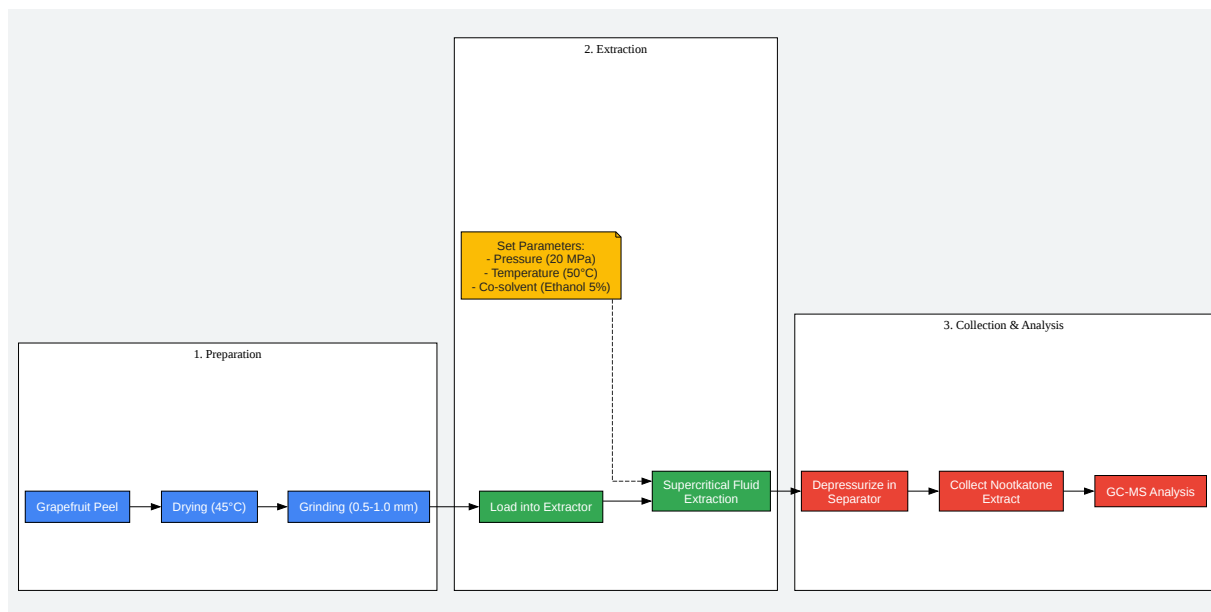 1. Preparation
Grapefruit Peel
Drying (45°C)
Grinding (0.5-1.0 mm)
2. Extraction
Set Parameters:
- Pressure (20 MPa)
- Temperature (50°C)
- Co-solvent (Ethanol 5%)
Load into Extractor
Supercritical Fluid
Extraction
3. Collection & Analysis
Depressurize in
Separator
Collect Nootkatone
Extract
GC-MS Analysis